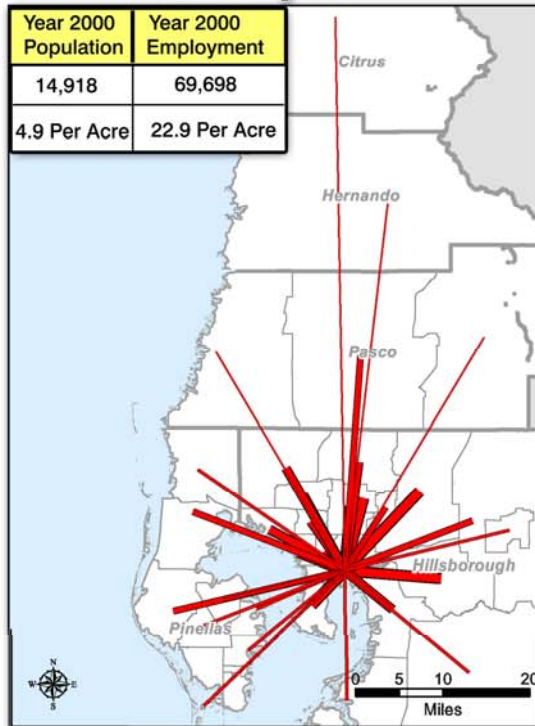 Year 2000 Population
Year 2000 Employment
14,918
69,698
4.9 Per Acre
22.9 Per Acre
Citrus
Hernando
Pasco
Hillsborough
Pinellas
N
W
E
S
0 5 10 20
Miles